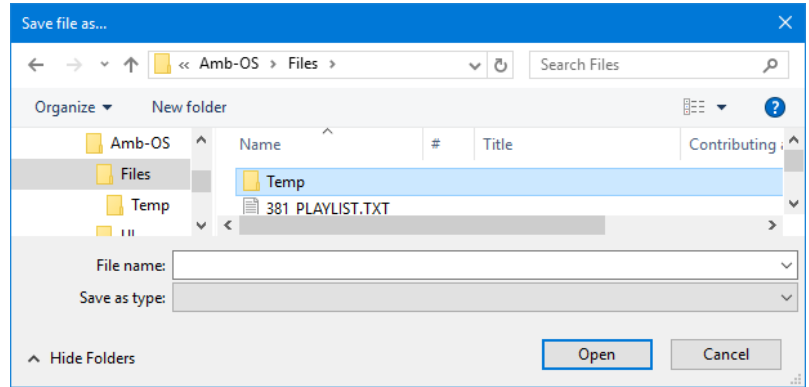 Save file as...
« Amb-OS › Files ›
Search Files
Organize
New folder
?
Amb-OS
Files
Temp
Name
#
Title
Contributing
Temp
381_PLAYLIST.TXT
File name:
Save as type:
Hide Folders
Open
Cancel